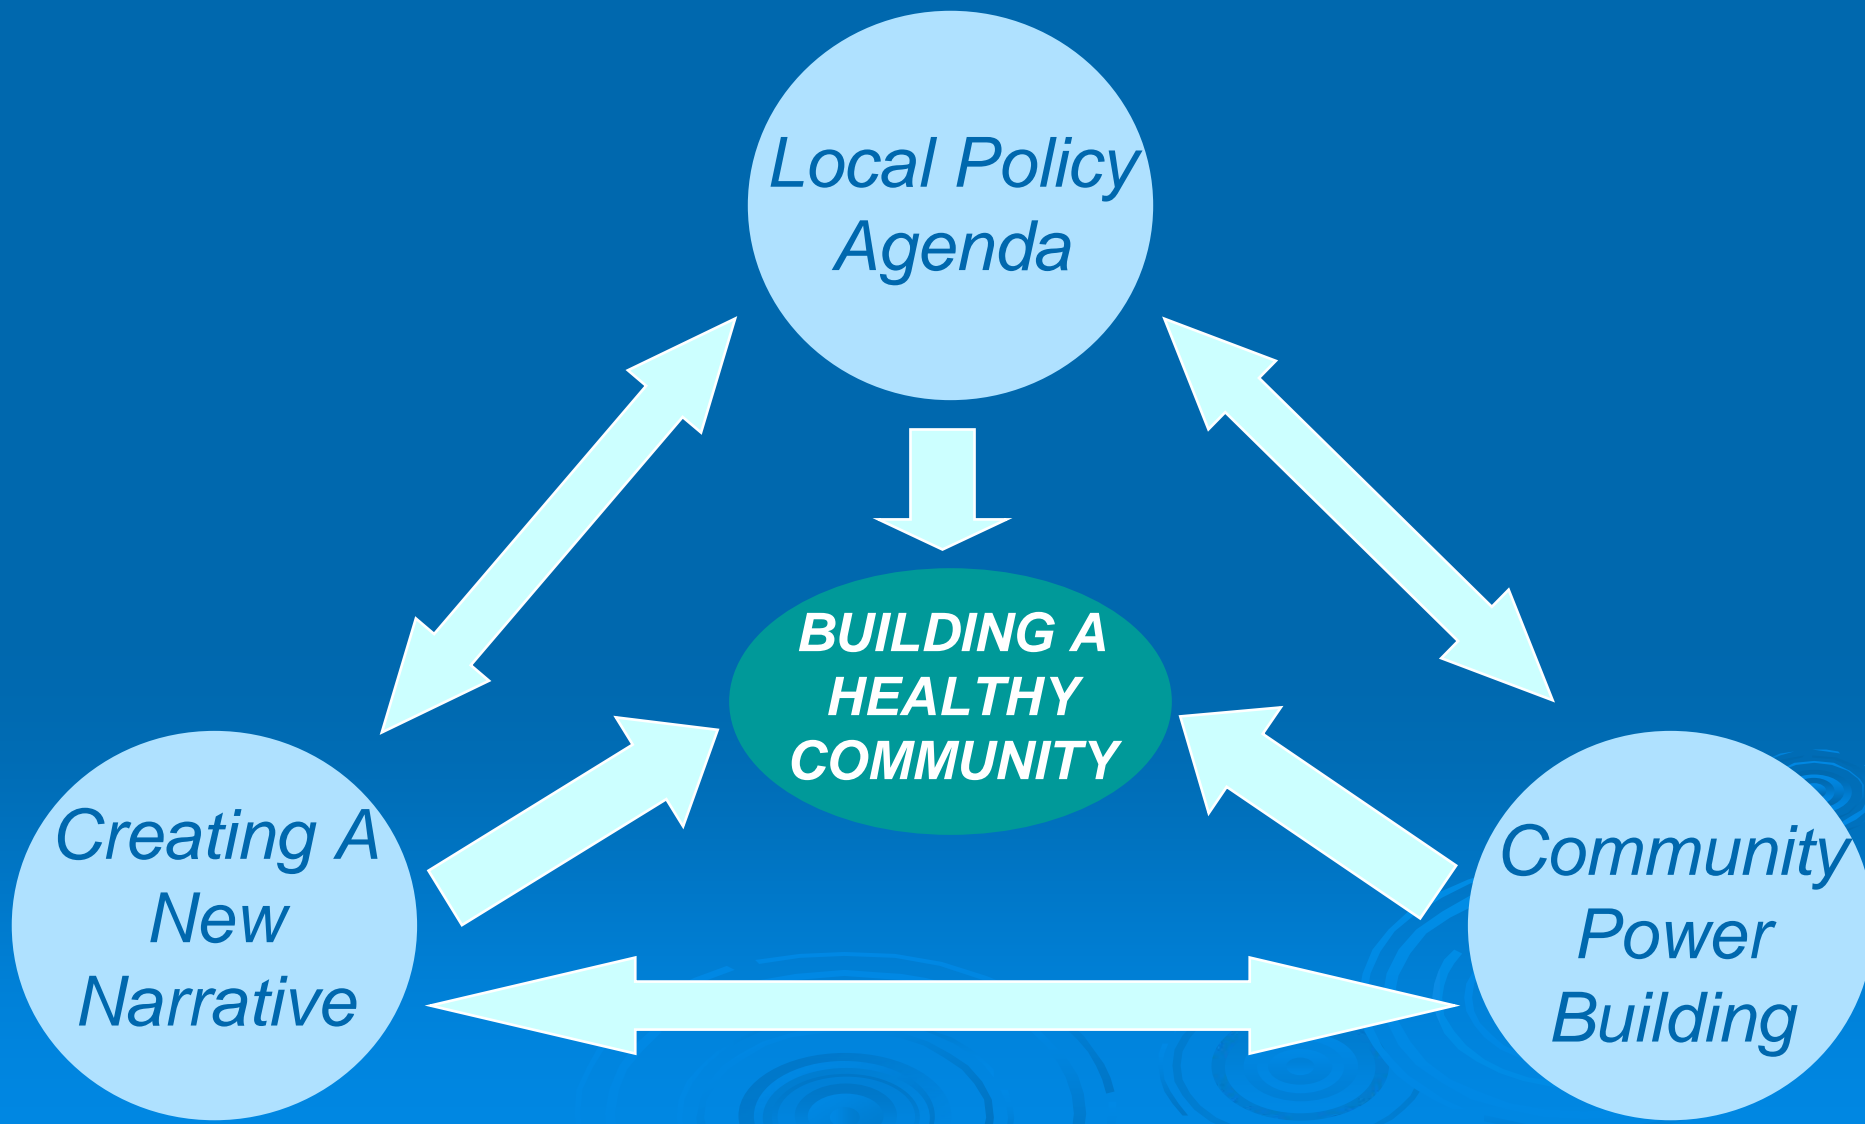 Local Policy
Agenda
BUILDING A
HEALTHY
COMMUNITY
Creating A
New
Narrative
Community
Power
Building